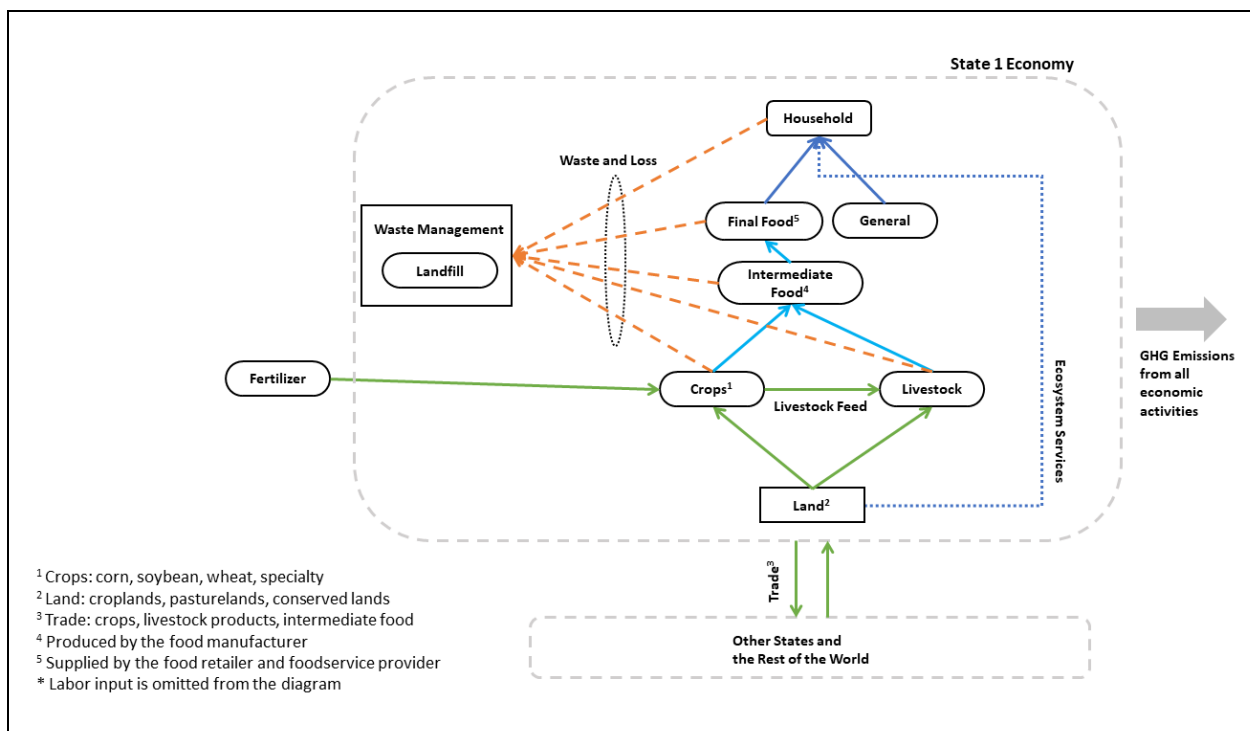 State 1 Economy
Household
Waste and Loss
Final Food⁵
General
Waste Management
Landfill
Intermediate
Food⁴
Fertilizer
Crops¹
Livestock
Livestock Feed
Ecosystem Services
GHG Emissions
from all
economic
activities
Land²
Trade³
Other States and
the Rest of the World
¹ Crops: corn, soybean, wheat, specialty
² Land: croplands, pasturelands, conserved lands
³ Trade: crops, livestock products, intermediate food
⁴ Produced by the food manufacturer
⁵ Supplied by the food retailer and foodservice provider
* Labor input is omitted from the diagram